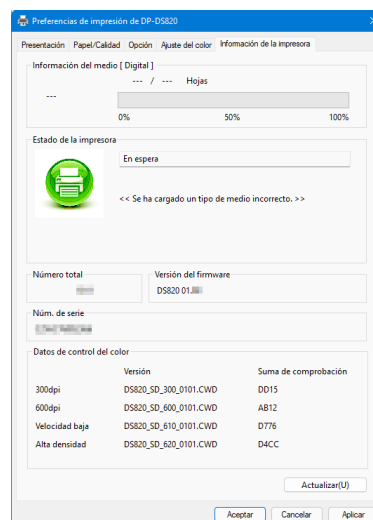 Preferencias de impresión de DP-DS820
Presentación Papel/Calidad Opción Ajuste del color Información de la impresora
Información del medio [ Digital ]
--- / --- Hojas
---
0% 50% 100%
Estado de la impresora
En espera
<< Se ha cargado un tipo de medio incorrecto. >>
Número total Versión del firmware
DS820 01.
Núm. de serie
Datos de control del color
Versión Suma de comprobación
300dpi DS820_SD_300_0101.CWD DD15
600dpi DS820_SD_600_0101.CWD AB12
Velocidad baja DS820_SD_610_0101.CWD D776
Alta densidad DS820_SD_620_0101.CWD D4CC
Actualizar(U)
Aceptar Cancelar Aplicar